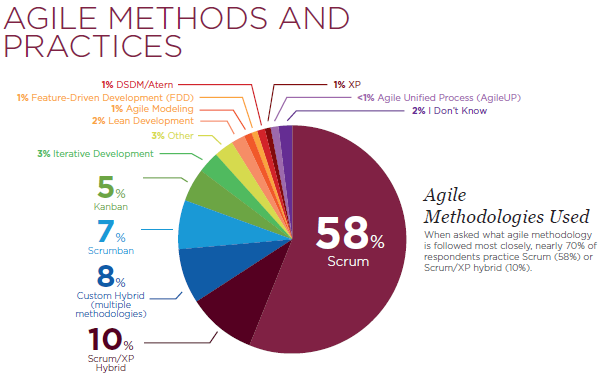 AGILE METHODS AND
PRACTICES
1% DSDM/Atern
1% XP
1% Feature-Driven Development (FDD)
<1% Agile Unified Process (AgileUP)
1% Agile Modeling
2% I Don't Know
2% Lean Development
3% Other
3% Iterative Development
5%
Kanban
7%
Scrumban
8%
Custom Hybrid
(multiple
methodologies)
10%
Scrum/XP
Hybrid
58%
Scrum
Agile
Methodologies Used
When asked what agile methodology
is followed most closely, nearly 70% of
respondents practice Scrum (58%) or
Scrum/XP hybrid (10%).